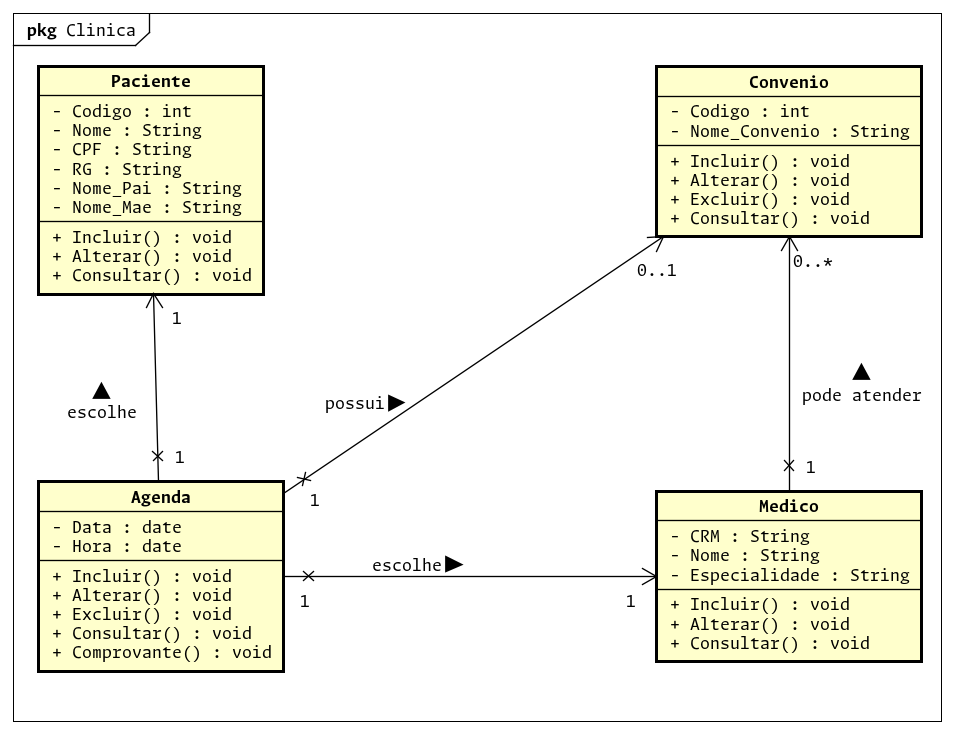 pkg Clinica
Paciente
- Codigo : int
- Nome : String
- CPF : String
- RG : String
- Nome_Pai : String
- Nome_Mae : String
+ Incluir() : void
+ Alterar() : void
+ Consultar() : void
Convenio
- Codigo : int
- Nome_Convenio : String
+ Incluir() : void
+ Alterar() : void
+ Excluir() : void
+ Consultar() : void
0..1
0..*
1
escolhe
1
possui
1
pode atender
1
Agenda
- Data : date
- Hora : date
+ Incluir() : void
+ Alterar() : void
+ Excluir() : void
+ Consultar() : void
+ Comprovante() : void
escolhe
1
1
Medico
- CRM : String
- Nome : String
- Especialidade : String
+ Incluir() : void
+ Alterar() : void
+ Consultar() : void